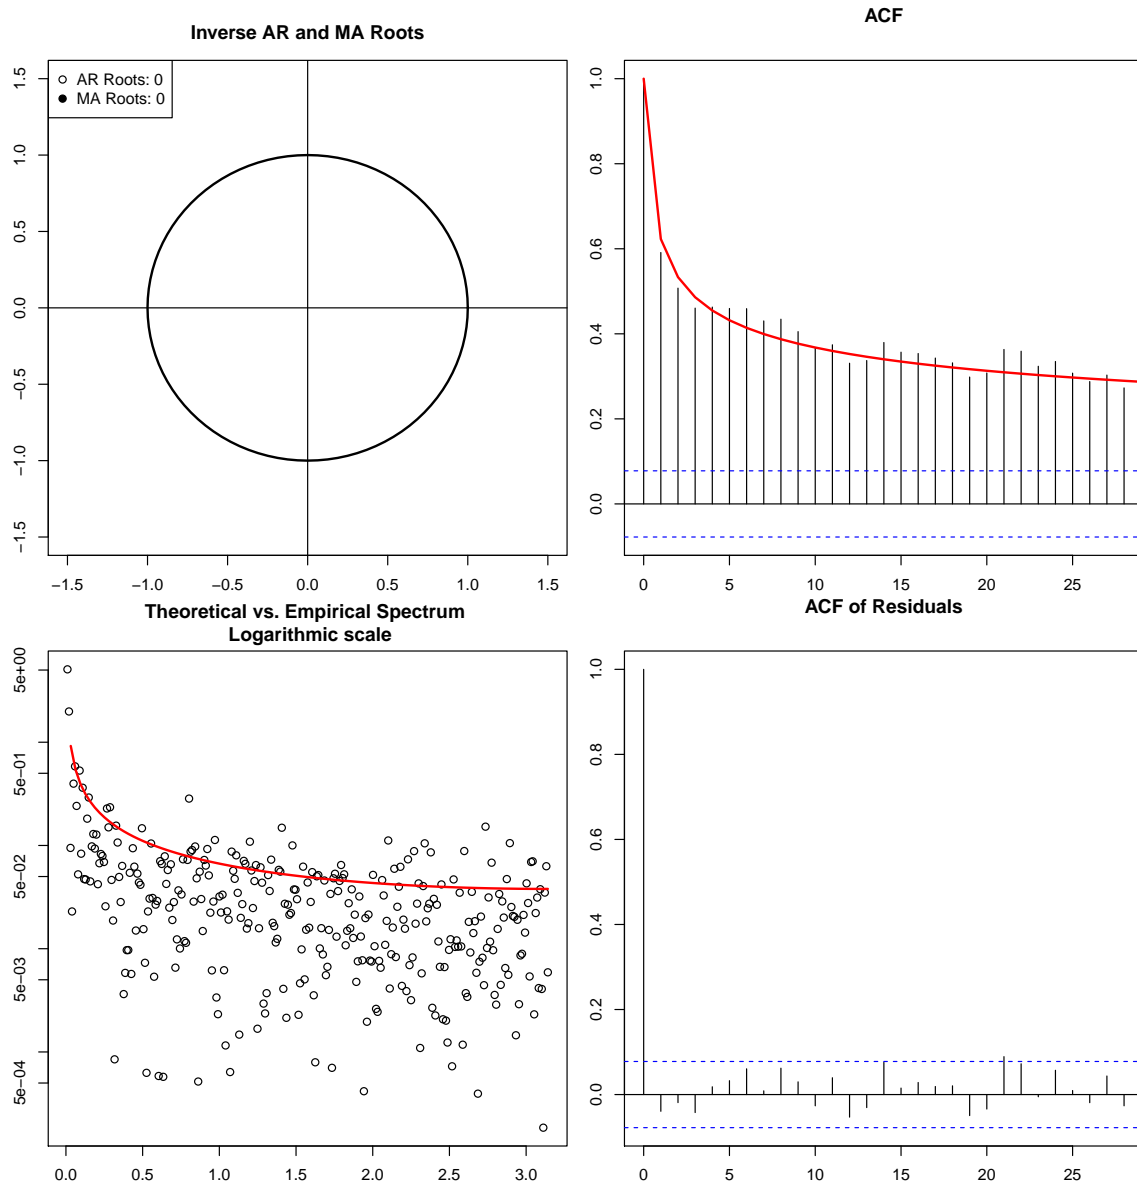 Inverse AR and MA Roots
AR Roots: 0
MA Roots: 0
1.5
1.0
0.5
0.0
−0.5
−1.0
−1.5
−1.5 −1.0 −0.5 0.0 0.5 1.0 1.5
ACF
1.0
0.8
0.6
0.4
0.2
0.0
0 5 10 15 20 25
Theoretical vs. Empirical Spectrum
Logarithmic scale
5e+00
5e−01
5e−02
5e−03
5e−04
0.0 0.5 1.0 1.5 2.0 2.5 3.0
ACF of Residuals
1.0
0.8
0.6
0.4
0.2
0.0
0 5 10 15 20 25